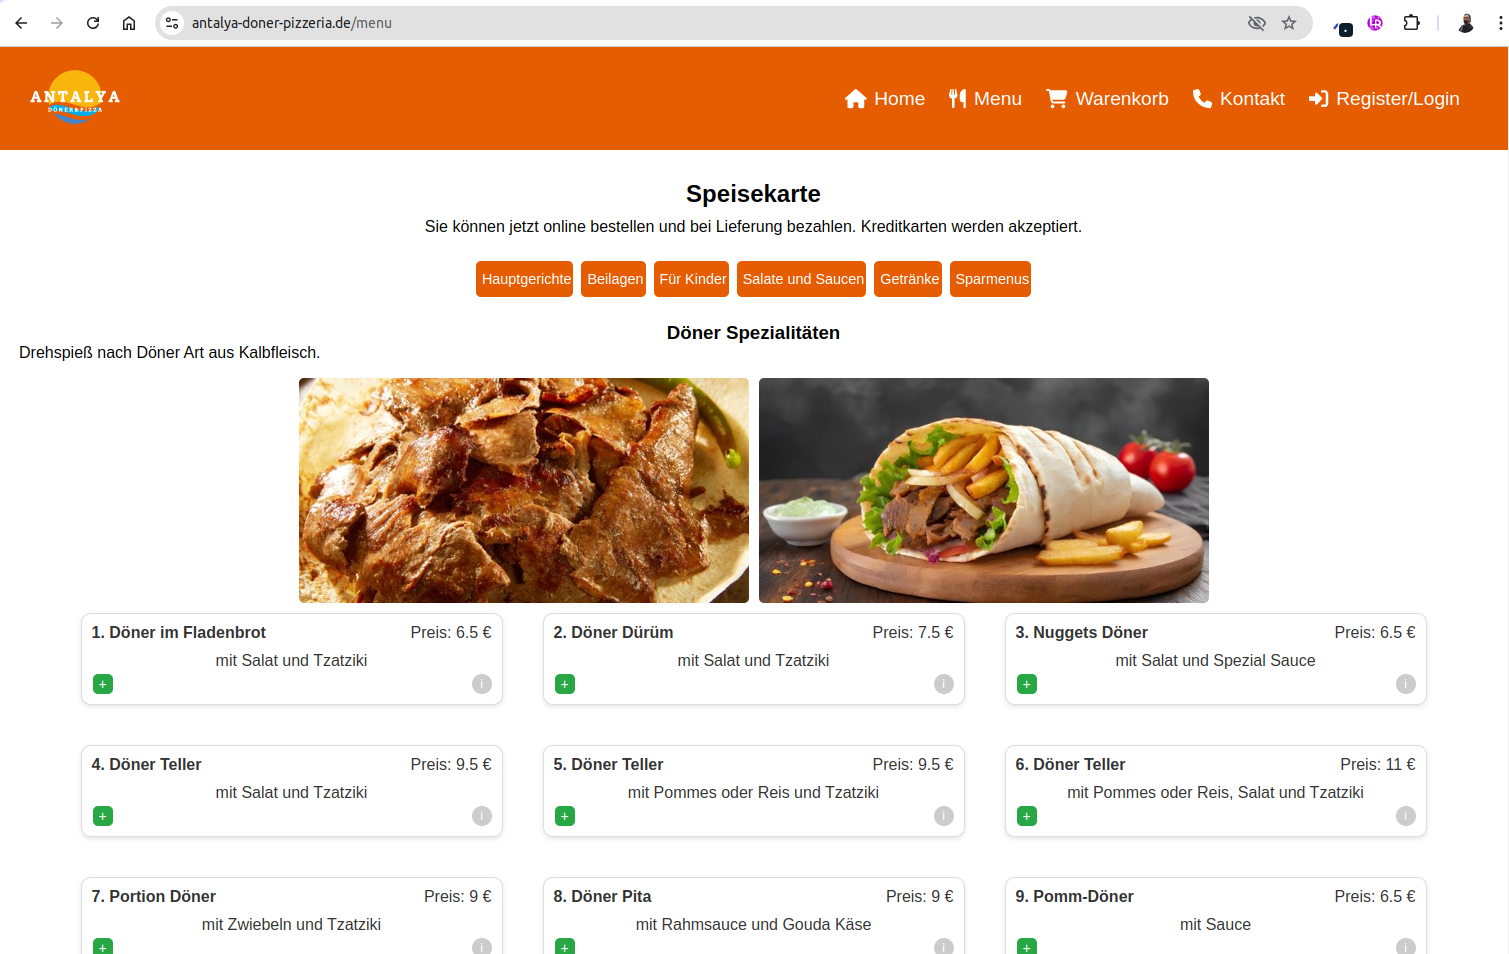 antalya-doner-pizzeria.de/menu
ANTALYA
DÖNER&PIZZA
Home
Menu
Warenkorb
Kontakt
Register/Login
Speisekarte
Sie können jetzt online bestellen und bei Lieferung bezahlen. Kreditkarten werden akzeptiert.
Hauptgerichte
Beilagen
Für Kinder
Salate und Saucen
Getränke
Sparmenus
Döner Spezialitäten
Drehspieß nach Döner Art aus Kalbfleisch.
1. Döner im Fladenbrot
Preis: 6.5 €
mit Salat und Tzatziki
+
i
2. Döner Dürüm
Preis: 7.5 €
mit Salat und Tzatziki
+
i
3. Nuggets Döner
Preis: 6.5 €
mit Salat und Spezial Sauce
+
i
4. Döner Teller
Preis: 9.5 €
mit Salat und Tzatziki
+
i
5. Döner Teller
Preis: 9.5 €
mit Pommes oder Reis und Tzatziki
+
i
6. Döner Teller
Preis: 11 €
mit Pommes oder Reis, Salat und Tzatziki
+
i
7. Portion Döner
Preis: 9 €
mit Zwiebeln und Tzatziki
+
i
8. Döner Pita
Preis: 9 €
mit Rahmsauce und Gouda Käse
+
i
9. Pomm-Döner
Preis: 6.5 €
mit Sauce
+
i